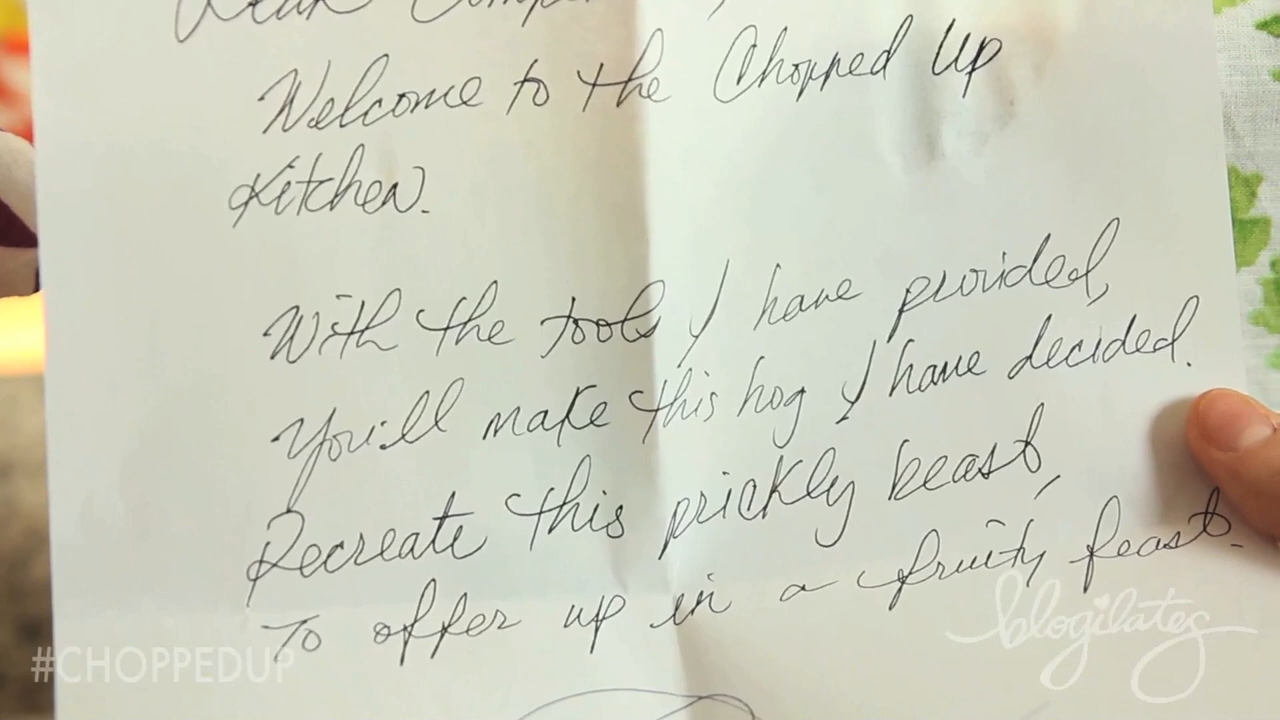 Dear
Welcome to the Chopped Up
Kitchen.
With the tools I have provided,
You'll make this hog I have decided.
Recreate this prickly beast,
To offer up in a fruity feast.
blogilates
#CHOPPEDUP